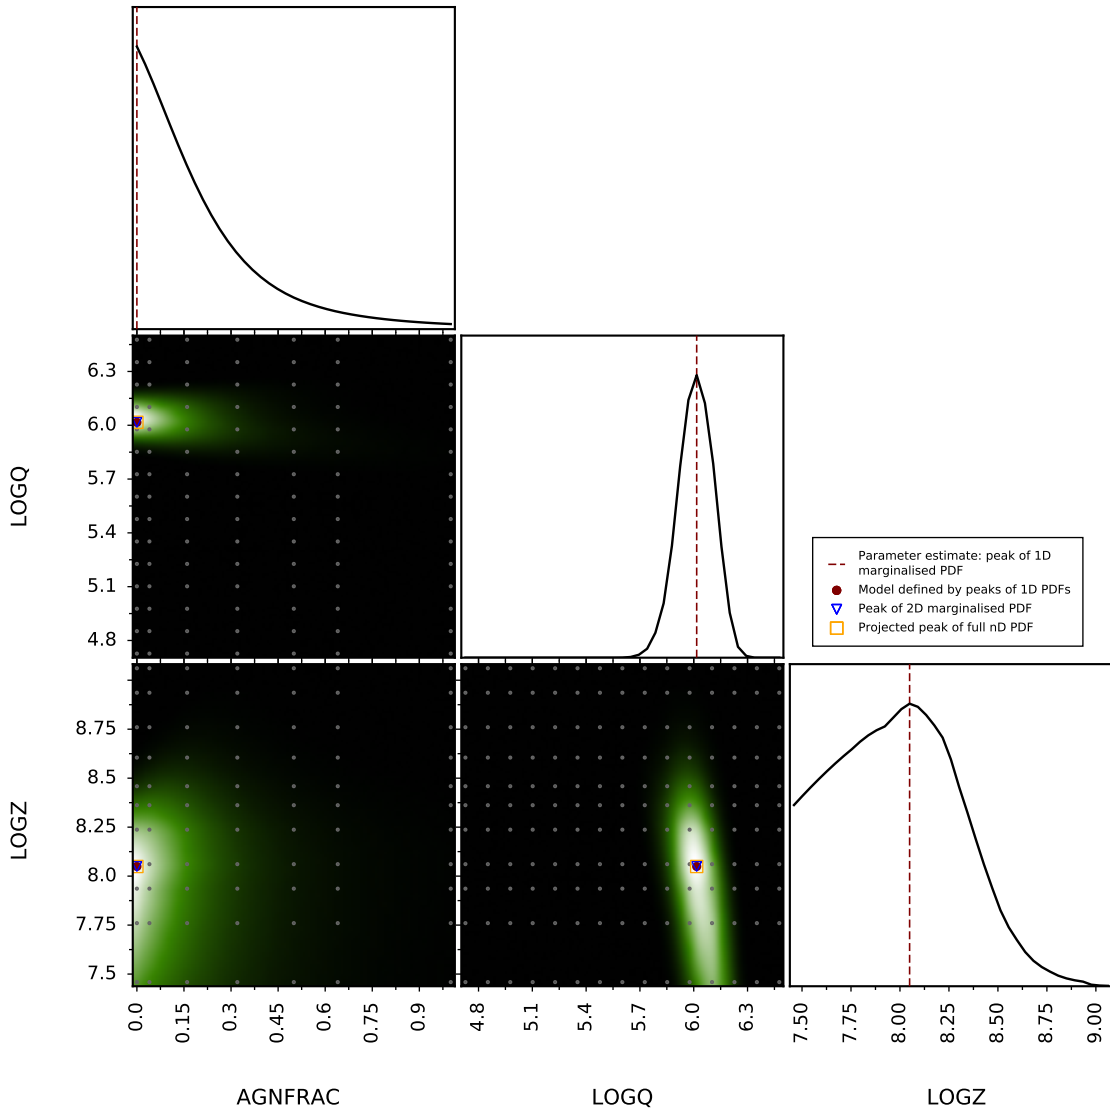 6.3
6.0
5.7
5.4
5.1
4.8
LOGQ
Parameter estimate: peak of 1D
marginalised PDF
Model defined by peaks of 1D PDFs
Peak of 2D marginalised PDF
Projected peak of full nD PDF
8.75
8.5
8.25
8.0
7.75
7.5
LOGZ
0.0 0.15 0.3 0.45 0.6 0.75 0.9
4.8 5.1 5.4 5.7 6.0 6.3
7.50 7.75 8.00 8.25 8.50 8.75 9.00
AGNFRAC LOGQ LOGZ